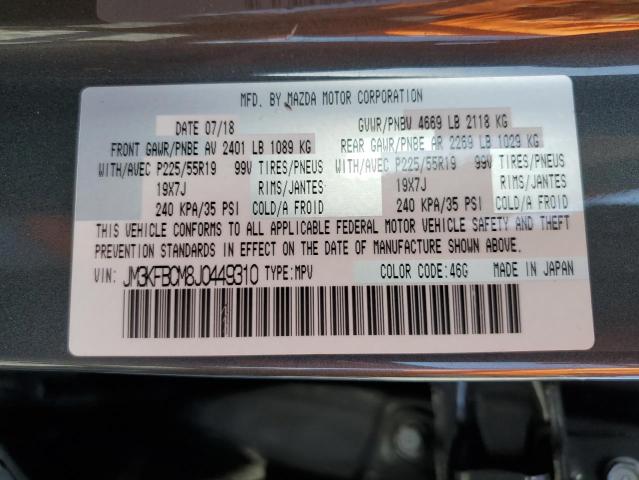 MFD. BY MAZDA MOTOR CORPORATION
DATE 07/18 GVWR/PNBV 4669 LB 2118 KG
FRONT GAWR/PNBE AV 2401 LB 1089 KG REAR GAWR/PNBE AR 2269 LB 1029 KG
WITH/AVEC P225/55R19 99V TIRES/PNEUS WITH/AVEC P225/55R19 99V TIRES/PNEUS
19X7J RIMS/JANTES 19X7J RIMS/JANTES
240 KPA/35 PSI COLD/A FROID 240 KPA/35 PSI COLD/A FROID
THIS VEHICLE CONFORMS TO ALL APPLICABLE FEDERAL MOTOR VEHICLE SAFETY AND THEFT
PREVENTION STANDARDS IN EFFECT ON THE DATE OF MANUFACTURE SHOWN ABOVE.
VIN: JM3KFBCM8J0449310 TYPE:MPV COLOR CODE:46G MADE IN JAPAN